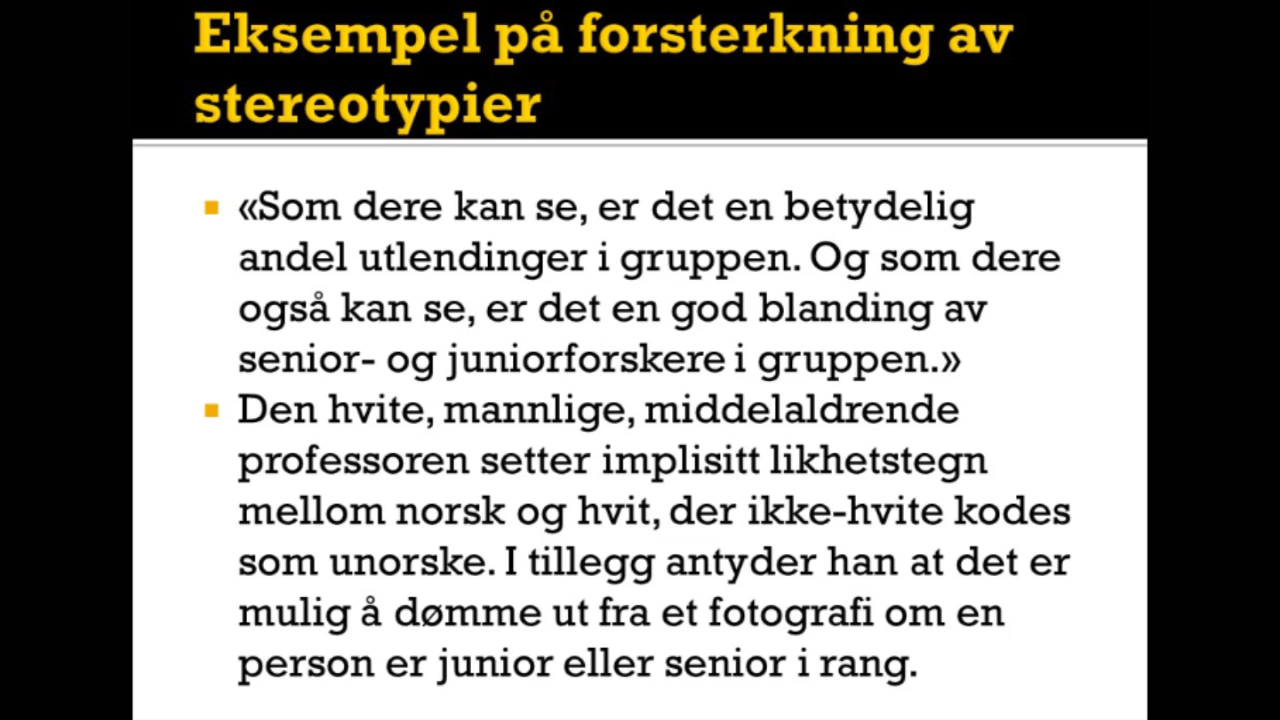 Eksempel på forsterkning av
stereotypier
«Som dere kan se, er det en betydelig
andel utlendinger i gruppen. Og som dere
også kan se, er det en god blanding av
senior- og juniorforskere i gruppen.»
Den hvite, mannlige, middelaldrende
professoren setter implisitt likhetstegn
mellom norsk og hvit, der ikke-hvite kodes
som unorske. I tillegg antyder han at det er
mulig å dømme ut fra et fotografi om en
person er junior eller senior i rang.